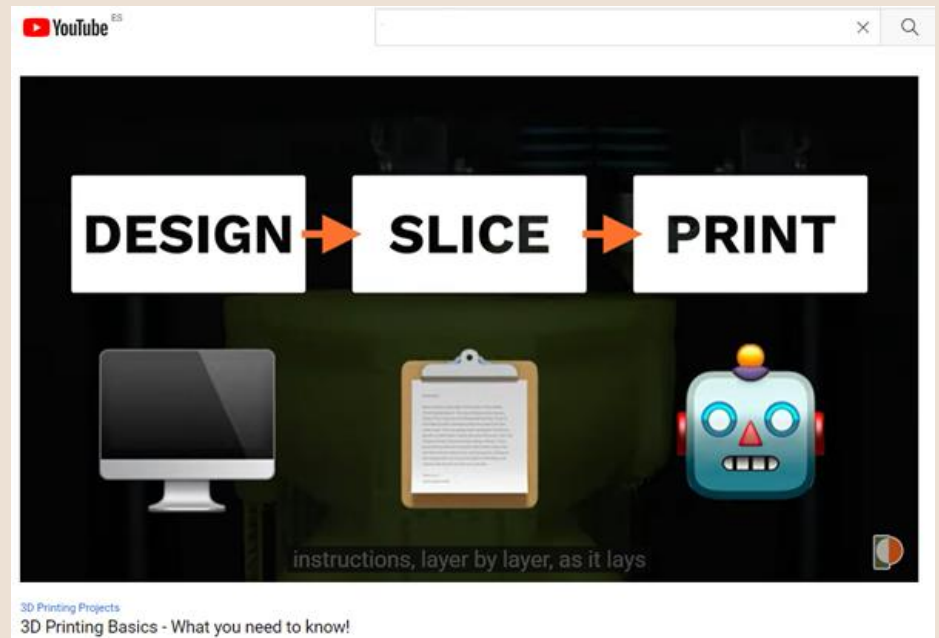 YouTube ES
DESIGN SLICE PRINT
instructions, layer by layer, as it lays
3D Printing Projects
3D Printing Basics - What you need to know!